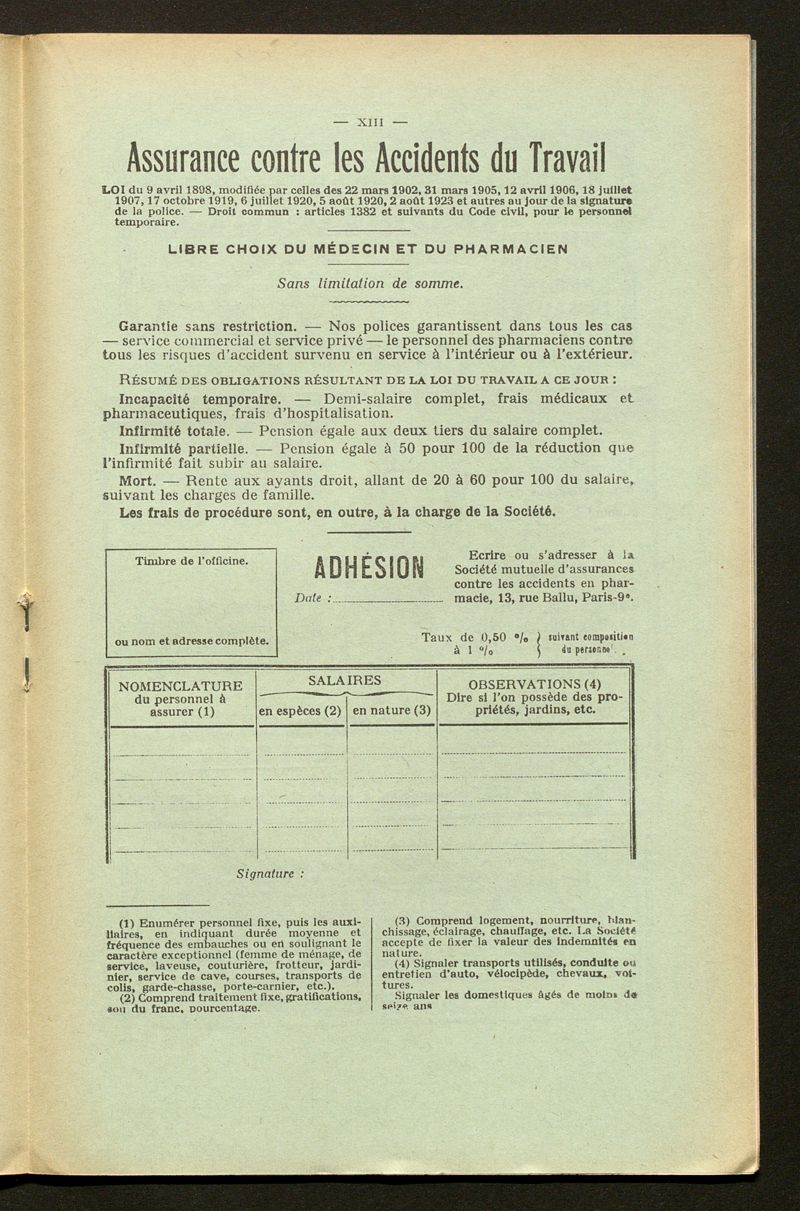 — XIII —
Assurance contre les Accidents du Travail
LOI du 9 avril 1898, modifiée par celles des 22 mars 1902, 31 mars 1905, 12 avril 1906, 18 juillet
1907, 17 octobre 1919, 6 juillet 1920, 5 août 1920, 2 août 1923 et autres au jour de la signature
de la police. — Droit commun : articles 1382 et suivants du Code civil, pour le personnel
temporaire.
LIBRE CHOIX DU MÉDECIN ET DU PHARMACIEN
Sans limitation de somme.
Garantie sans restriction. — Nos polices garantissent dans tous les cas
— service commercial et service privé — le personnel des pharmaciens contre
tous les risques d'accident survenu en service à l'intérieur ou à l'extérieur.
RÉSUMÉ DES OBLIGATIONS RÉSULTANT DE LA LOI DU TRAVAIL A CE JOUR :
Incapacité temporaire. — Demi-salaire complet, frais médicaux et
pharmaceutiques, frais d'hospitalisation.
Infirmité totale. — Pension égale aux deux tiers du salaire complet.
Infirmité partielle. — Pension égale à 50 pour 100 de la réduction que
l'infirmité fait subir au salaire.
Mort. — Rente aux ayants droit, allant de 20 à 60 pour 100 du salaire,
suivant les charges de famille.
Les frais de procédure sont, en outre, à la charge de la Société.
Timbre de l'officine.
ou nom et adresse complète.
ADHÉSION
Date :
Ecrire ou s'adresser à la
Société mutuelle d'assurances
contre les accidents en phar-
macie, 13, rue Ballu, Paris-9e.
Taux de 0,50 % } suivant composition
à 1 % } du personnel.
NOMENCLATURE
du personnel à
assurer (1)
SALAIRES
en espèces (2)
en nature (3)
OBSERVATIONS (4)
Dire si l'on possède des pro-
priétés, jardins, etc.
Signature :
(1) Enumérer personnel fixe, puis les auxi-
liaires, en indiquant durée moyenne et
fréquence des embauches ou en soulignant le
caractère exceptionnel (femme de ménage, de
service, laveuse, couturière, frotteur, jardi-
nier, service de cave, courses, transports de
colis, garde-chasse, porte-carnier, etc.).
(2) Comprend traitement fixe, gratifications,
sou du franc, pourcentage.
(3) Comprend logement, nourriture, blan-
chissage, éclairage, chauffage, etc. La Société
accepte de fixer la valeur des indemnités en
nature.
(4) Signaler transports utilisés, conduite ou
entretien d'auto, vélocipède, chevaux, voi-
tures.
Signaler les domestiques âgés de moins de
seize ans